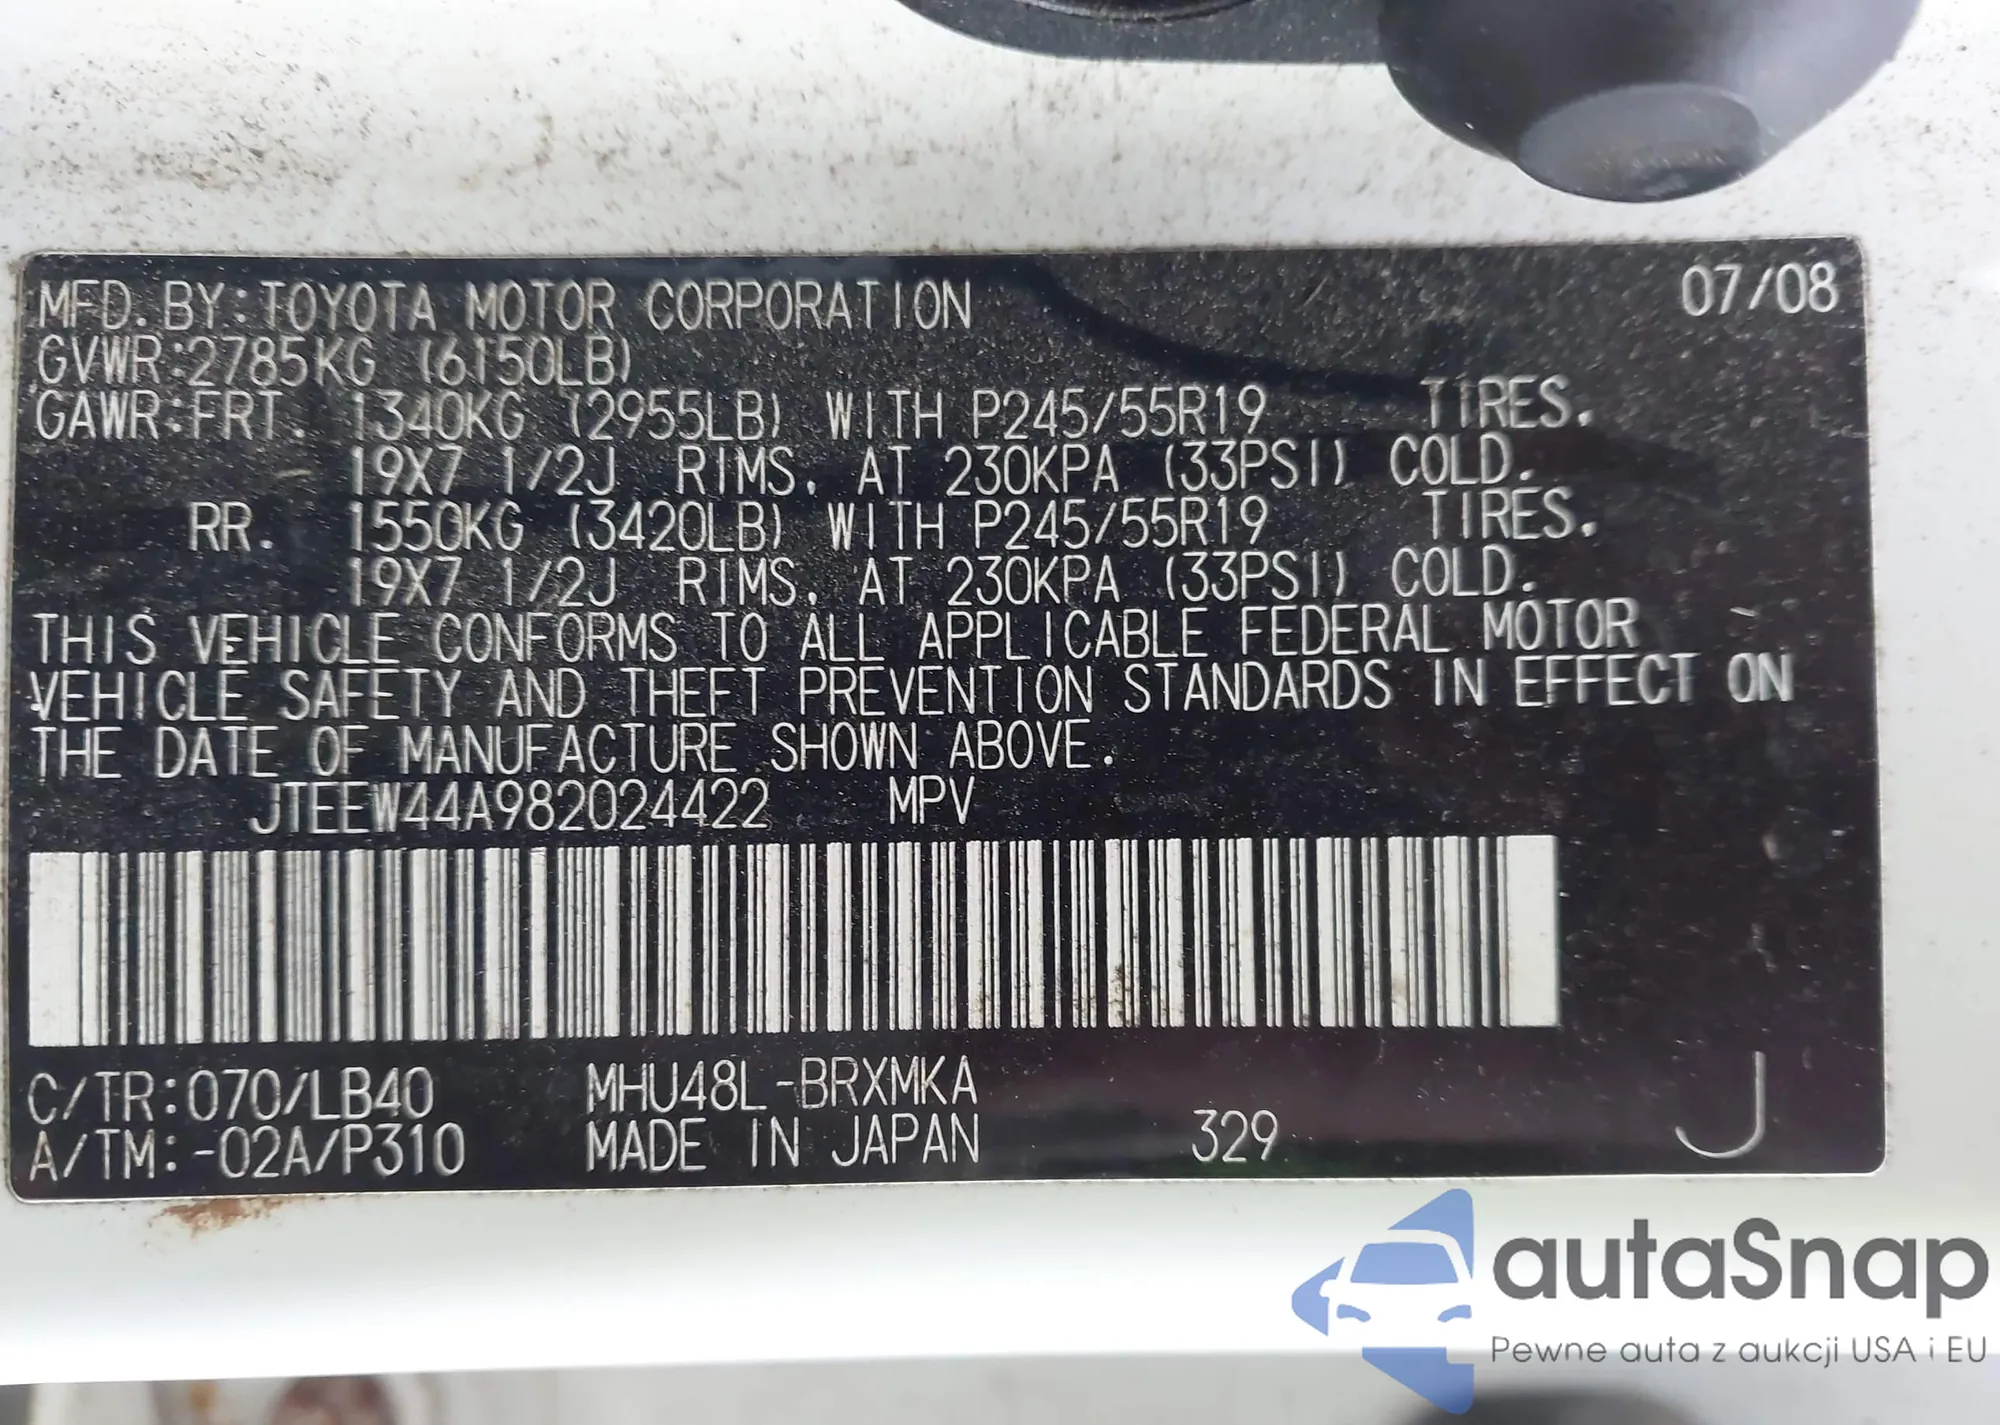 07/08
MFD. BY:TOYOTA MOTOR CORPORATION
GVWR:2785KG (6150LB)
GAWR:FRT. 1340KG (2955LB) WITH P245/55R19 TIRES.
19X7 1/2J RIMS, AT 230KPA (33PSI) COLD.
RR. 1550KG (3420LB) WITH P245/55R19 TIRES.
19X7 1/2J RIMS, AT 230KPA (33PSI) COLD.
THIS VEHICLE CONFORMS TO ALL APPLICABLE FEDERAL MOTOR
VEHICLE SAFETY AND THEFT PREVENTION STANDARDS IN EFFECT ON
THE DATE OF MANUFACTURE SHOWN ABOVE.
JTEEW44A982024422 MPV
C/TR:070/LB40 MHU48L-BRXMKA
A/TM:-02A/P310 MADE IN JAPAN 329 J
autaSnap
Pewne auta z aukcji USA i EU